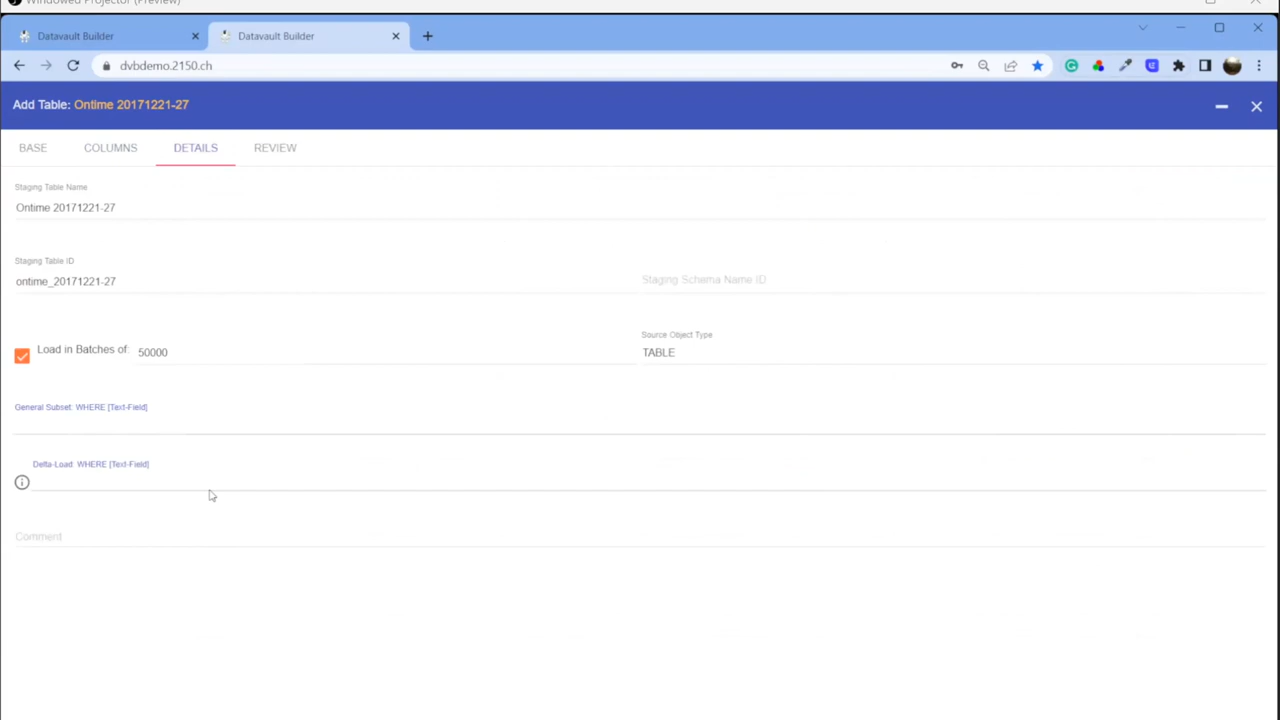 Windowed Projector (Preview)
Datavault Builder
Datavault Builder
dvbdemo.2150.ch
Add Table: Ontime 20171221-27
BASE COLUMNS DETAILS REVIEW
Staging Table Name
Ontime 20171221-27
Staging Table ID
ontime_20171221-27
Staging Schema Name ID
Load in Batches of: 50000
Source Object Type
TABLE
General Subset: WHERE [Text-Field]
Delta-Load WHERE [Text-Field]
Comment